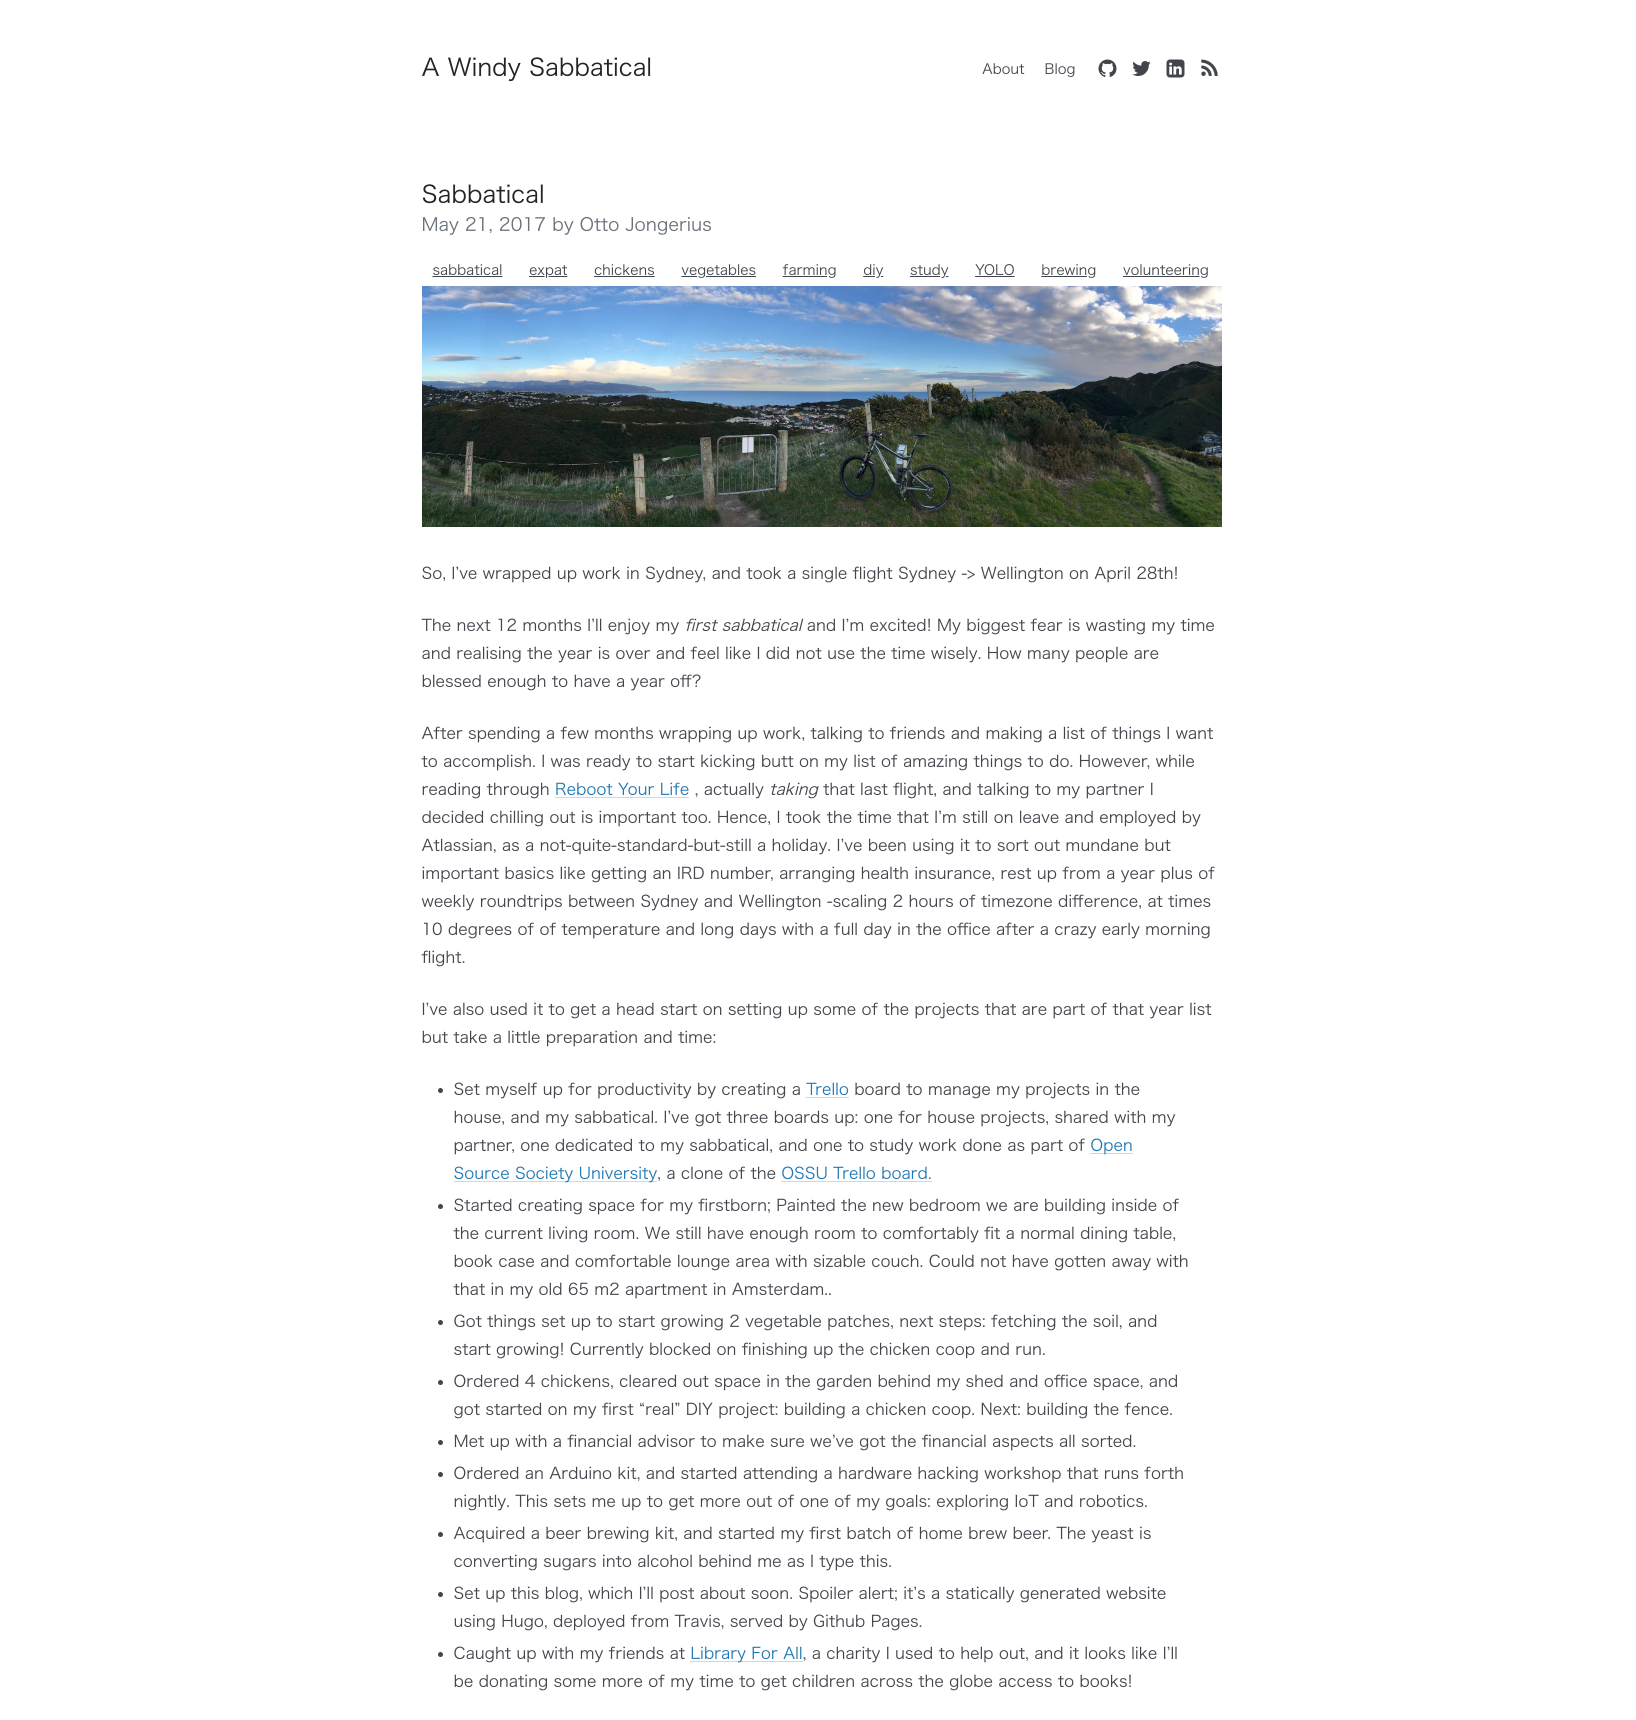 A Windy Sabbatical
About Blog
Sabbatical
May 21, 2017 by Otto Jongerius
sabbatical expat chickens vegetables farming diy study YOLO brewing volunteering
So, I’ve wrapped up work in Sydney, and took a single flight Sydney -> Wellington on April 28th!
The next 12 months I’ll enjoy my first sabbatical and I’m excited! My biggest fear is wasting my time
and realising the year is over and feel like I did not use the time wisely. How many people are
blessed enough to have a year off?
After spending a few months wrapping up work, talking to friends and making a list of things I want
to accomplish. I was ready to start kicking butt on my list of amazing things to do. However, while
reading through Reboot Your Life , actually taking that last flight, and talking to my partner I
decided chilling out is important too. Hence, I took the time that I’m still on leave and employed by
Atlassian, as a not-quite-standard-but-still a holiday. I’ve been using it to sort out mundane but
important basics like getting an IRD number, arranging health insurance, rest up from a year plus of
weekly roundtrips between Sydney and Wellington -scaling 2 hours of timezone difference, at times
10 degrees of of temperature and long days with a full day in the office after a crazy early morning
flight.
I’ve also used it to get a head start on setting up some of the projects that are part of that year list
but take a little preparation and time:
• Set myself up for productivity by creating a Trello board to manage my projects in the
house, and my sabbatical. I’ve got three boards up: one for house projects, shared with my
partner, one dedicated to my sabbatical, and one to study work done as part of Open
Source Society University, a clone of the OSSU Trello board.
• Started creating space for my firstborn; Painted the new bedroom we are building inside of
the current living room. We still have enough room to comfortably fit a normal dining table,
book case and comfortable lounge area with sizable couch. Could not have gotten away with
that in my old 65 m2 apartment in Amsterdam..
• Got things set up to start growing 2 vegetable patches, next steps: fetching the soil, and
start growing! Currently blocked on finishing up the chicken coop and run.
• Ordered 4 chickens, cleared out space in the garden behind my shed and office space, and
got started on my first “real” DIY project: building a chicken coop. Next: building the fence.
• Met up with a financial advisor to make sure we’ve got the financial aspects all sorted.
• Ordered an Arduino kit, and started attending a hardware hacking workshop that runs forth
nightly. This sets me up to get more out of one of my goals: exploring IoT and robotics.
• Acquired a beer brewing kit, and started my first batch of home brew beer. The yeast is
converting sugars into alcohol behind me as I type this.
• Set up this blog, which I’ll post about soon. Spoiler alert; it’s a statically generated website
using Hugo, deployed from Travis, served by Github Pages.
• Caught up with my friends at Library For All, a charity I used to help out, and it looks like I’ll
be donating some more of my time to get children across the globe access to books!